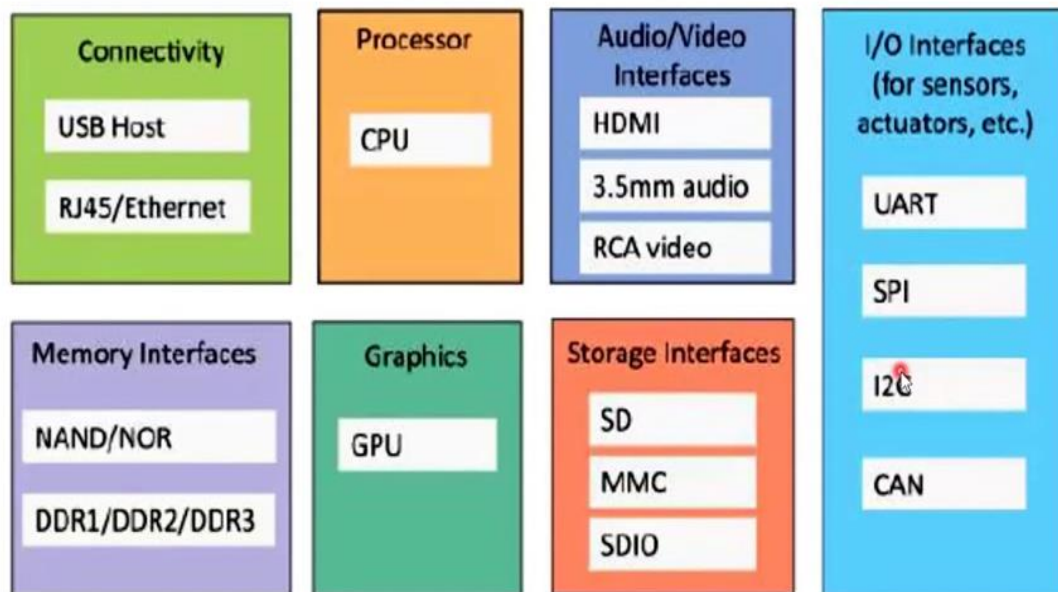 Connectivity
USB Host
RJ45/Ethernet
Processor
CPU
Audio/Video
Interfaces
HDMI
3.5mm audio
RCA video
I/O Interfaces
(for sensors,
actuators, etc.)
UART
SPI
I2C
CAN
Memory Interfaces
NAND/NOR
DDR1/DDR2/DDR3
Graphics
GPU
Storage Interfaces
SD
MMC
SDIO